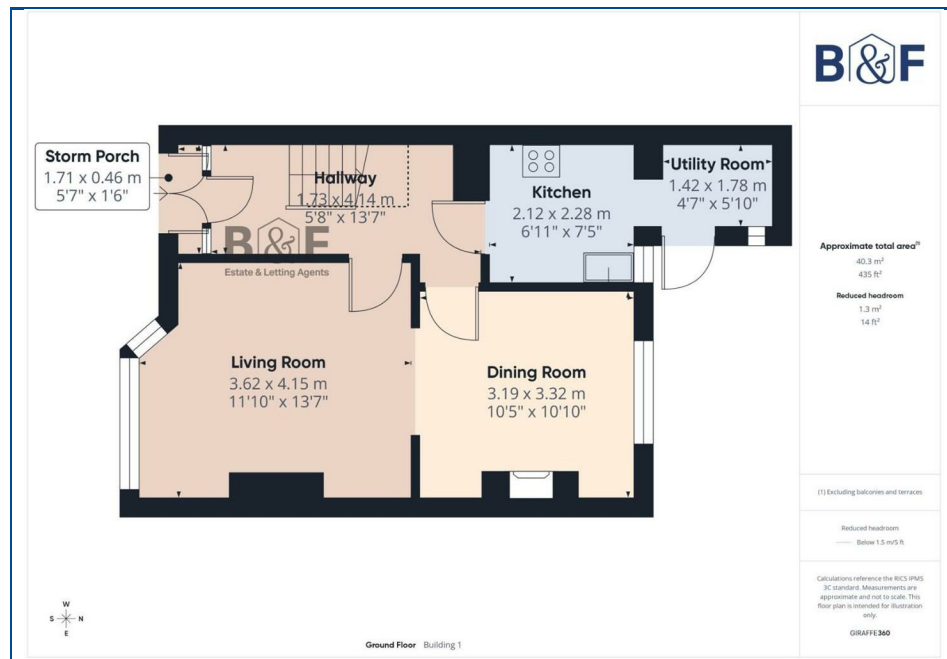 B&F
Storm Porch
1.71 x 0.46 m
5'7" x 1'6"
Hallway
1.73 x 4.14 m
5'8" x 13'7"
B&F
Estate & Letting Agents
Kitchen
2.12 x 2.28 m
6'11" x 7'5"
Utility Room
1.42 x 1.78 m
4'7" x 5'10"
Living Room
3.62 x 4.15 m
11'10" x 13'7"
Dining Room
3.19 x 3.32 m
10'5" x 10'10"
Approximate total area(1)
40.3 m²
435 ft²
Reduced headroom
1.3 m²
14 ft²
(1) Excluding balconies and terraces
Reduced headroom
Below 1.5 m/5 ft
Calculations reference the RICS IPMS
3C standard. Measurements are
approximate and not to scale. This
floor plan is intended for illustration
only.
GIRAFFE360
W
S N
E
Ground Floor Building 1